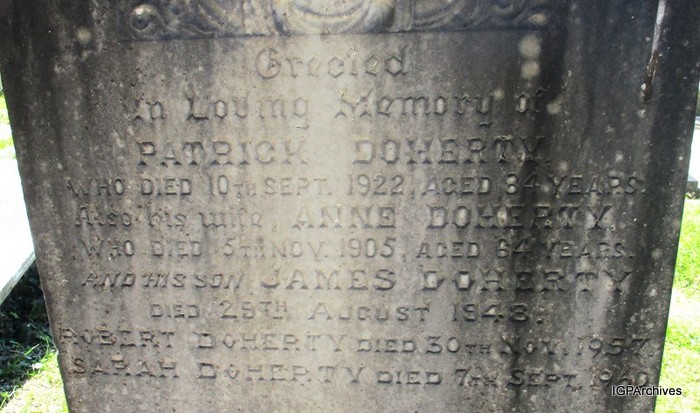 Erected
In Loving Memory of
PATRICK DOHERTY,
WHO DIED 10TH SEPT. 1922, AGED 84 YEARS.
Also his wife, ANNE DOHERTY,
WHO DIED 5TH NOV. 1905, AGED 64 YEARS.
AND HIS SON JAMES DOHERTY
DIED 29TH AUGUST 1948.
ROBERT DOHERTY DIED 30TH NOV. 1957
SARAH DOHERTY DIED 7TH SEPT.
IGPArchives